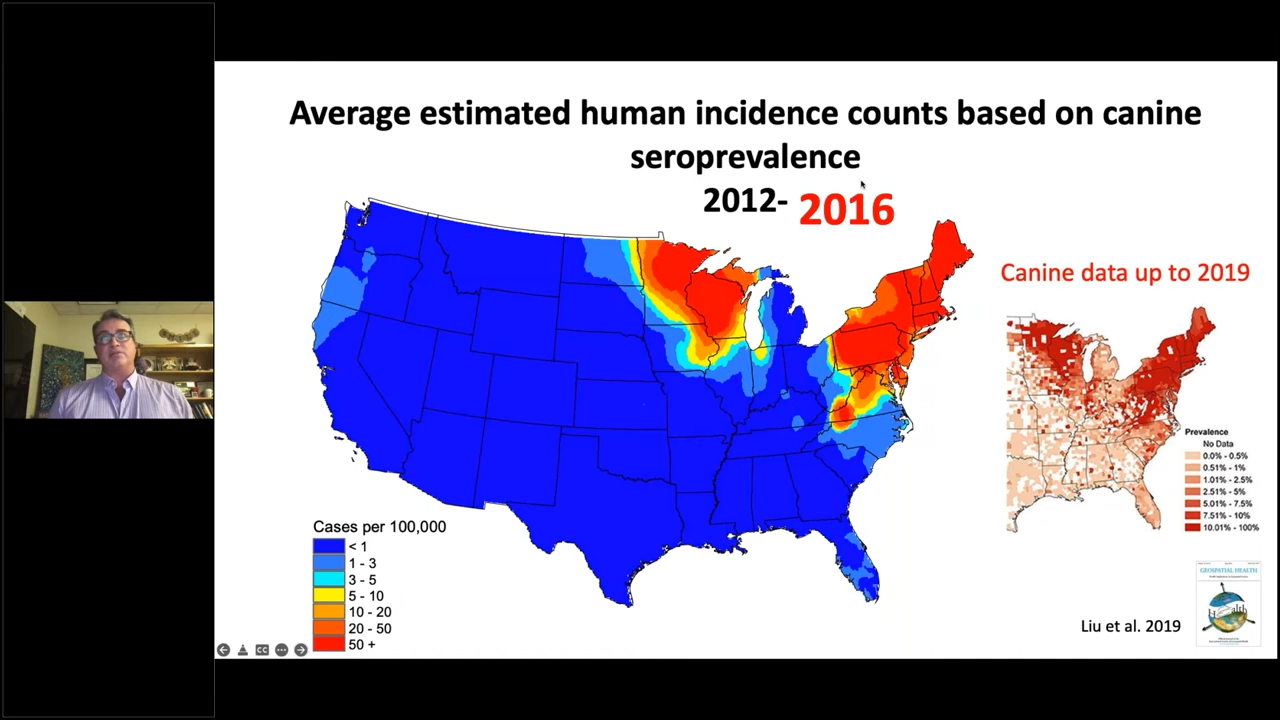 Average estimated human incidence counts based on canine
seroprevalence
2012- 2016
Canine data up to 2019
Prevalence
No Data
0.0% - 0.5%
0.51% - 1%
1.01% - 2.5%
2.51% - 5%
5.01% - 7.5%
7.51% - 10%
10.01% - 100%
Cases per 100,000
< 1
1 - 3
3 - 5
5 - 10
10 - 20
20 - 50
50 +
GEOSPATIAL HEALTH
Health
Liu et al. 2019
CC